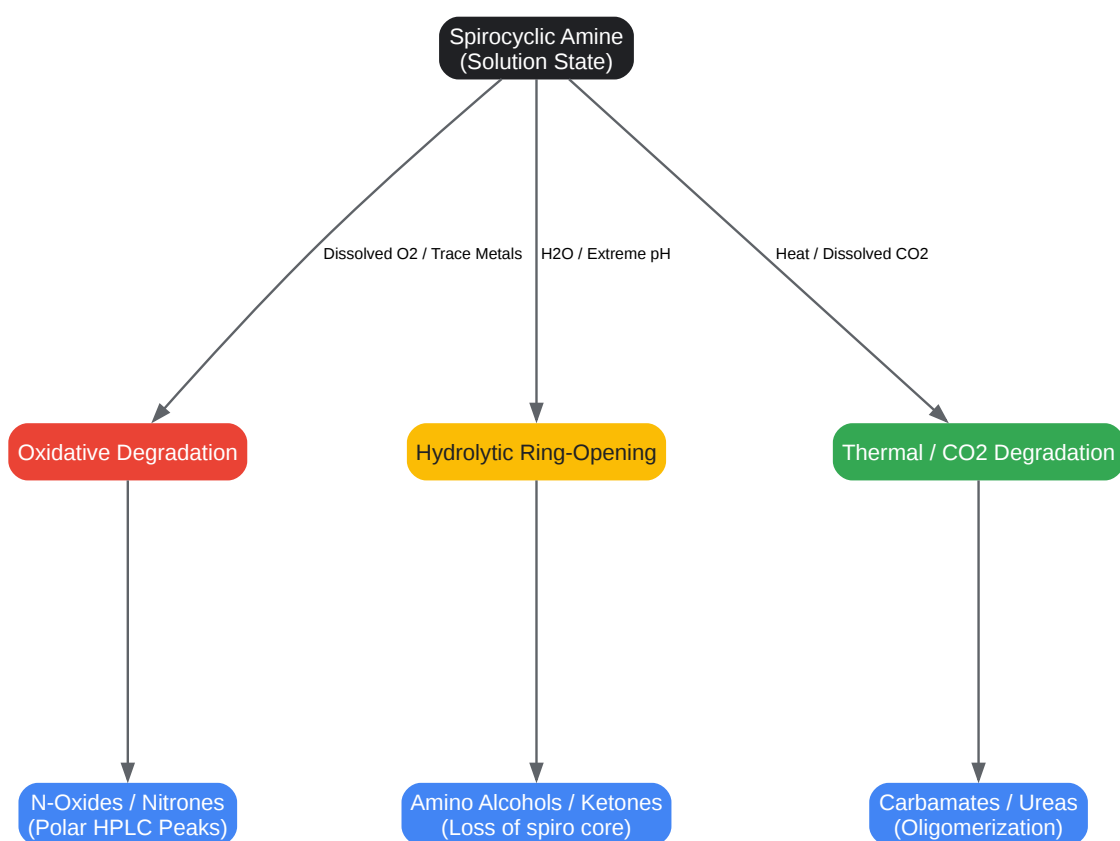 Spirocyclic Amine
(Solution State)
Dissolved O2 / Trace Metals
H2O / Extreme pH
Heat / Dissolved CO2
Oxidative Degradation
Hydrolytic Ring-Opening
Thermal / CO2 Degradation
N-Oxides / Nitrones
(Polar HPLC Peaks)
Amino Alcohols / Ketones
(Loss of spiro core)
Carbamates / Ureas
(Oligomerization)